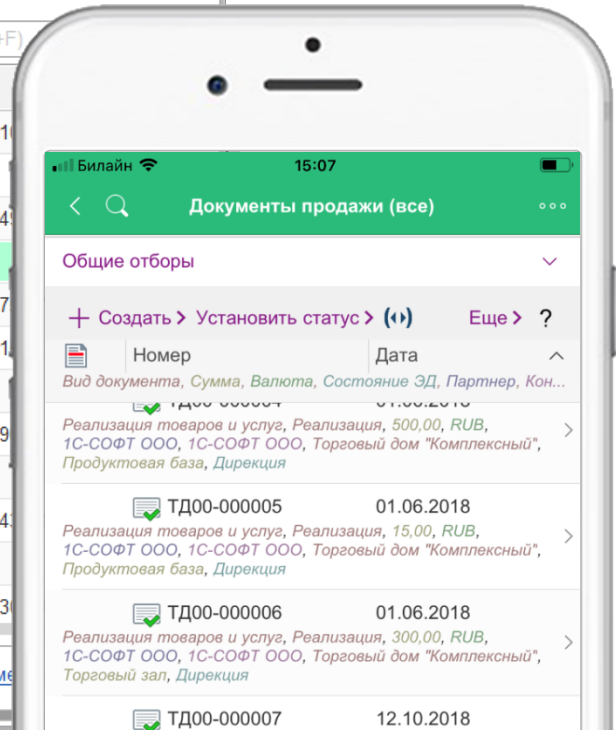 Билайн 15:07
Документы продажи (все)
Общие отборы
+ Создать > Установить статус > Еще > ?
Номер Дата
Вид документа, Сумма, Валюта, Состояние ЭД, Партнер, Кон...
Реализация товаров и услуг, Реализация, 500,00, RUB,
1С-СОФТ ООО, 1С-СОФТ ООО, Торговый дом "Комплексный",
Продуктовая база, Дирекция
ТД00-000005 01.06.2018
Реализация товаров и услуг, Реализация, 15,00, RUB,
1С-СОФТ ООО, 1С-СОФТ ООО, Торговый дом "Комплексный",
Продуктовая база, Дирекция
ТД00-000006 01.06.2018
Реализация товаров и услуг, Реализация, 300,00, RUB,
1С-СОФТ ООО, 1С-СОФТ ООО, Торговый дом "Комплексный",
Торговый зал, Дирекция
ТД00-000007 12.10.2018